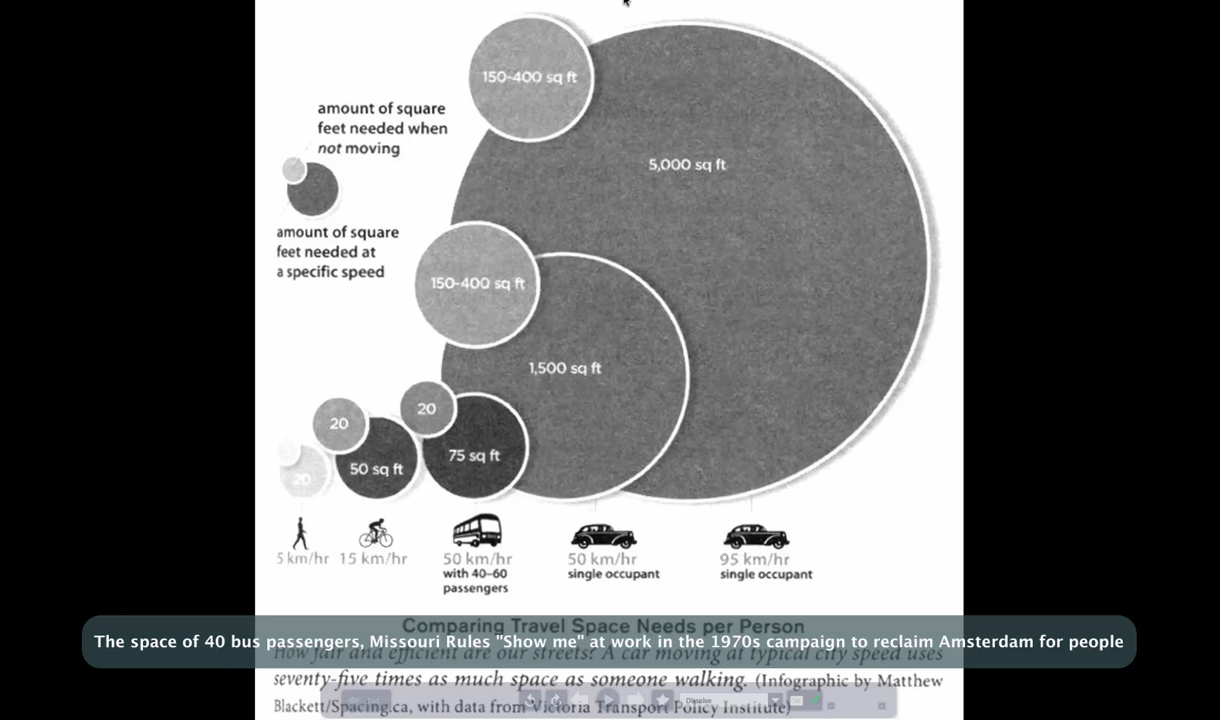 150-400 sq ft
amount of square
feet needed when
not moving
5,000 sq ft
amount of square
feet needed at
a specific speed
150-400 sq ft
1,500 sq ft
20
20
50 sq ft
75 sq ft
20
5 km/hr
15 km/hr
50 km/hr
with 40–60
passengers
50 km/hr
single occupant
95 km/hr
single occupant
Comparing Travel Space Needs per Person
The space of 40 bus passengers, Missouri Rules "Show me" at work in the 1970s campaign to reclaim Amsterdam for people
How fair and efficient are our streets? A car moving at typical city speed uses
seventy-five times as much space as someone walking. (Infographic by Matthew
Blackett/Spacing.ca, with data from Victoria Transport Policy Institute)
Dissolve